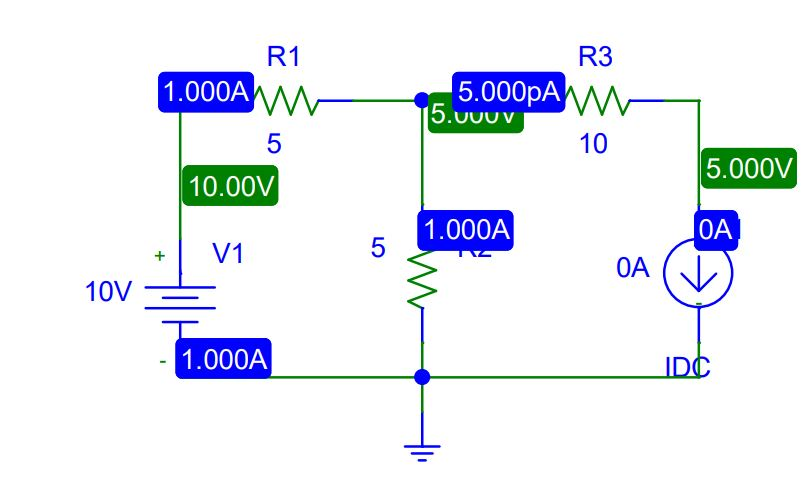 R1
R3
1.000A
5.000pA
5.000V
5
10
5.000V
10.00V
1.000A
0A
5
R2
+
V1
0A
10V
-
1.000A
-
IDC